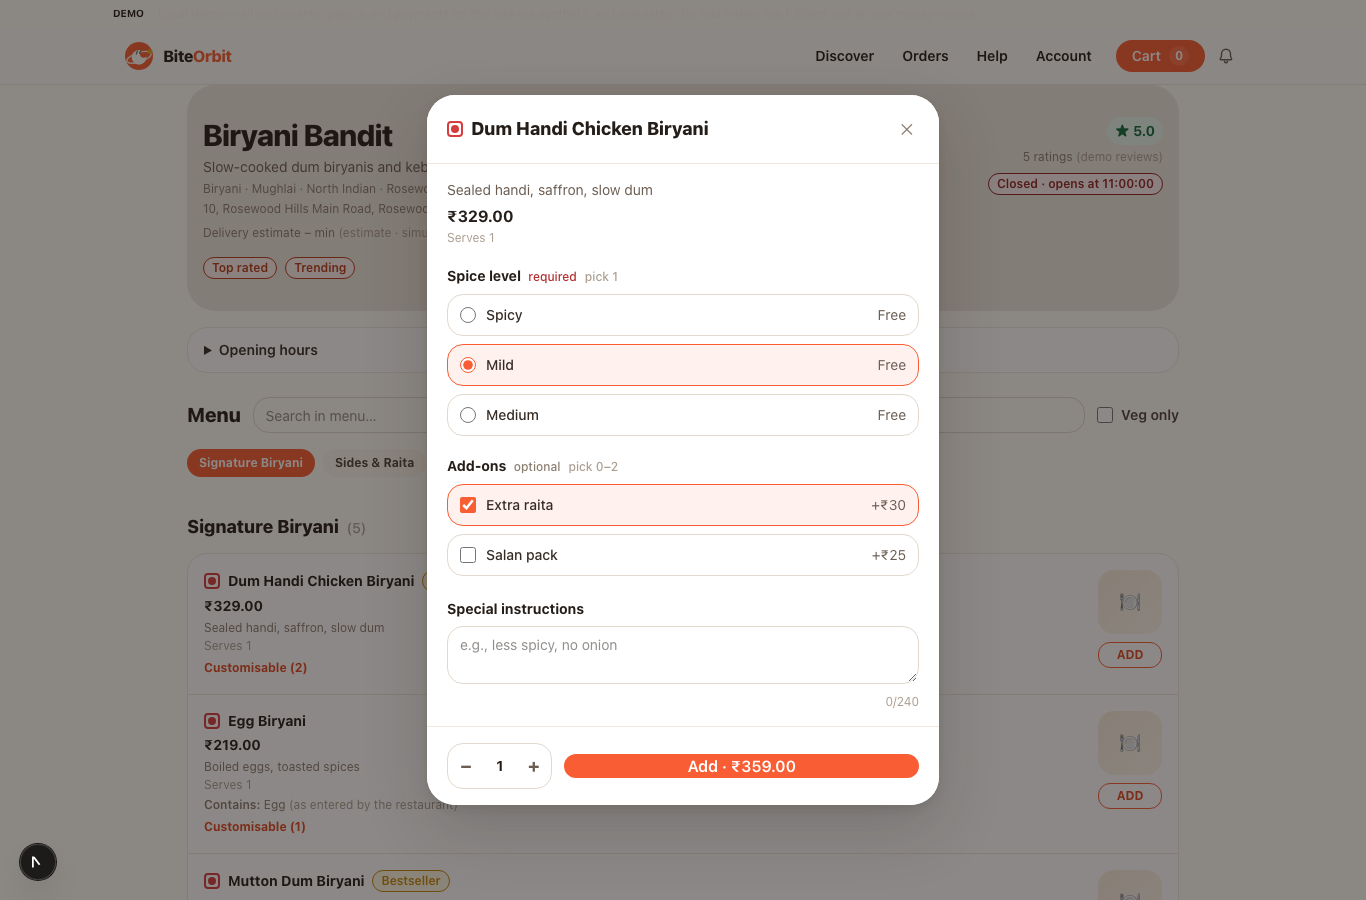 DEMO
BiteOrbit
Discover
Orders
Help
Account
Cart 0
Biryani Bandit
Slow-cooked dum biryanis and
Biryani · Mughlai · North Indian ·
10, Rosewood Hills Main Road,
Delivery estimate – min (estimate ·
Top rated
Trending
5.0
5 ratings (demo reviews)
Closed · opens at 11:00:00
Opening hours
Menu
Search in menu...
Veg only
Signature Biryani
Sides & Raita
Signature Biryani (5)
Dum Handi Chicken Biryani
₹329.00
Sealed handi, saffron, slow dum
Serves 1
Customisable (2)
ADD
Egg Biryani
₹219.00
Boiled eggs, toasted spices
Serves 1
Contains: Egg (as entered by the restaurant)
Customisable (1)
ADD
Mutton Dum Biryani
Bestseller
Dum Handi Chicken Biryani
Sealed handi, saffron, slow dum
₹329.00
Serves 1
Spice level required pick 1
Spicy Free
Mild Free
Medium Free
Add-ons optional pick 0–2
Extra raita +₹30
Salan pack +₹25
Special instructions
e.g., less spicy, no onion
0/240
− 1 +
Add · ₹359.00